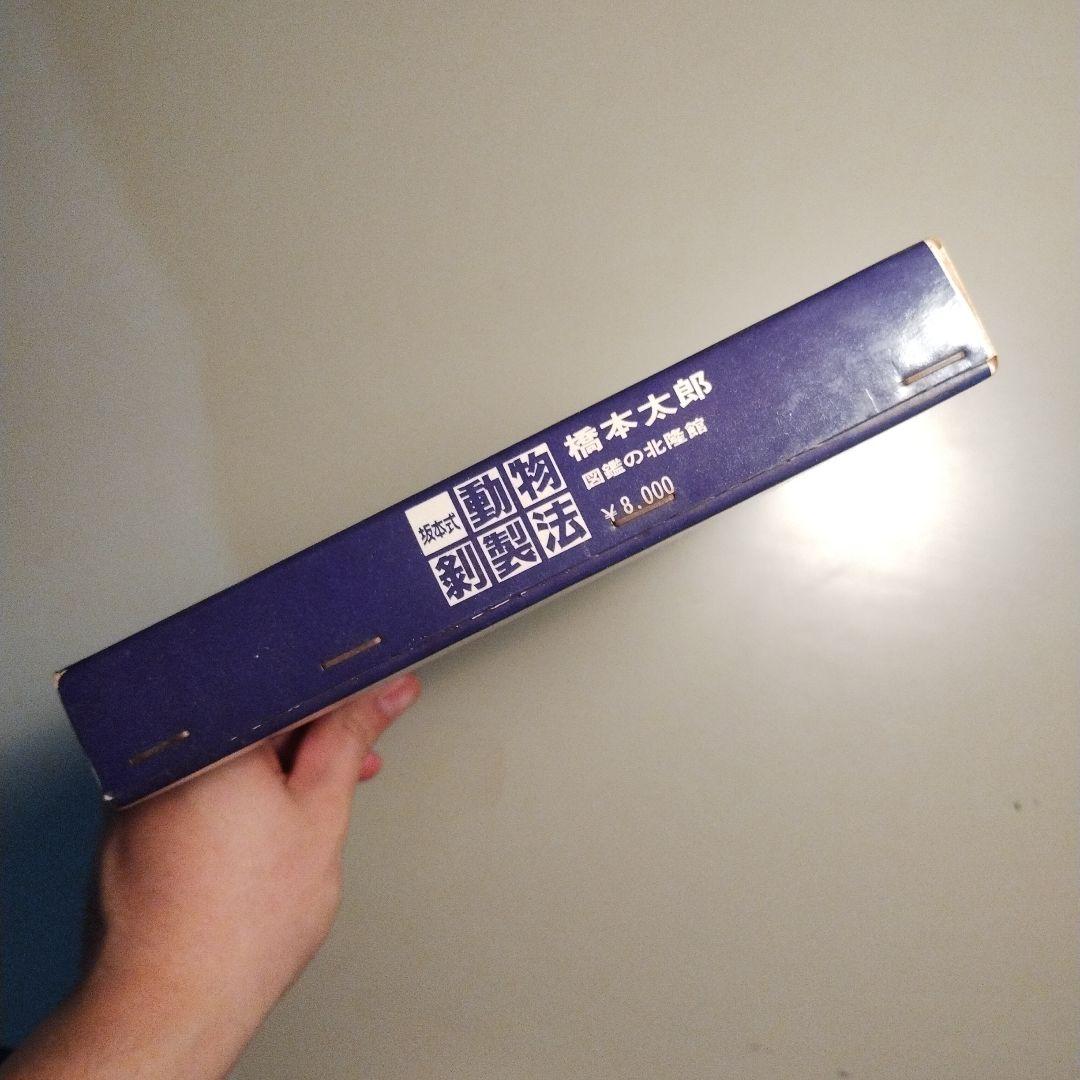 坂本式
動物
剝製法
橋本太郎
図鑑の北隆館
¥8,000